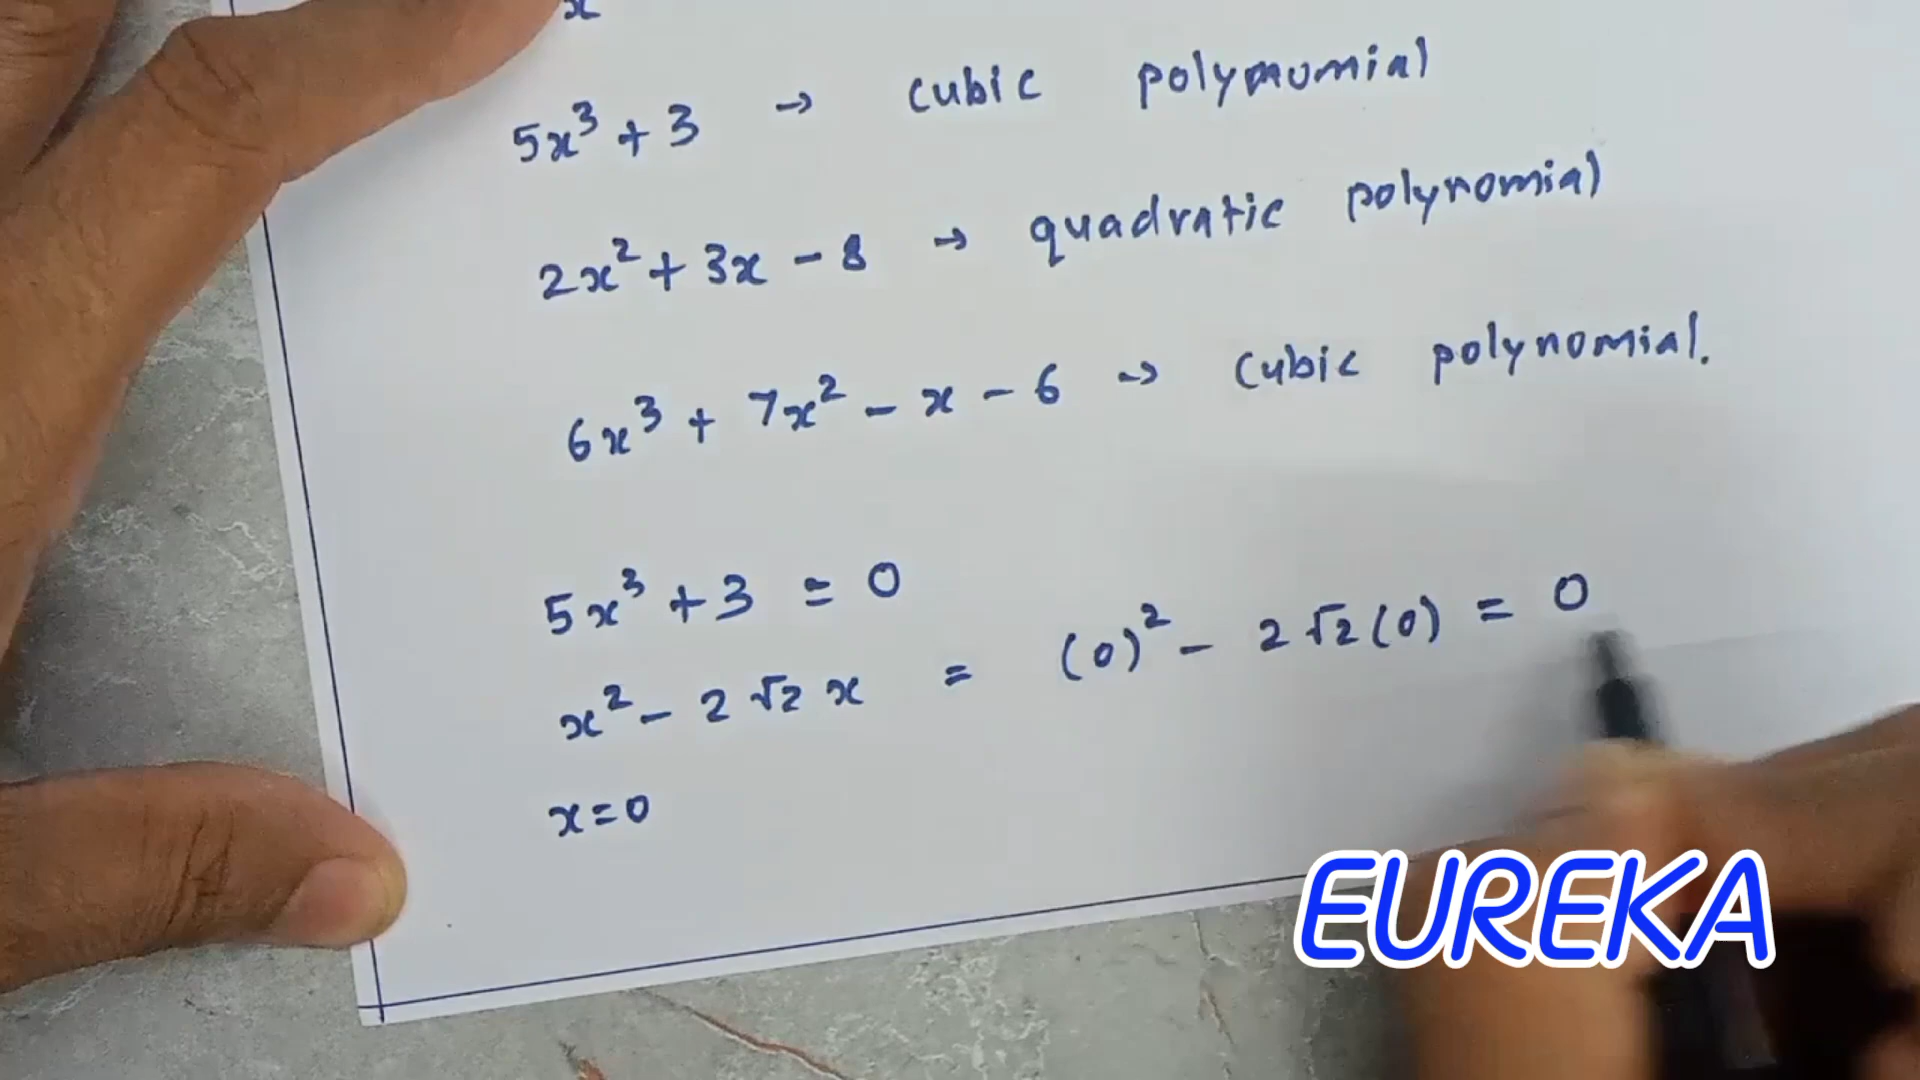 x
5x³ + 3 → cubic polynomial
2x² + 3x - 8 → quadratic polynomial
6x³ + 7x² - x - 6 → cubic polynomial.
5x³ + 3 = 0
x² - 2√2 x = (0)² - 2√2(0) = 0
x=0
EUREKA